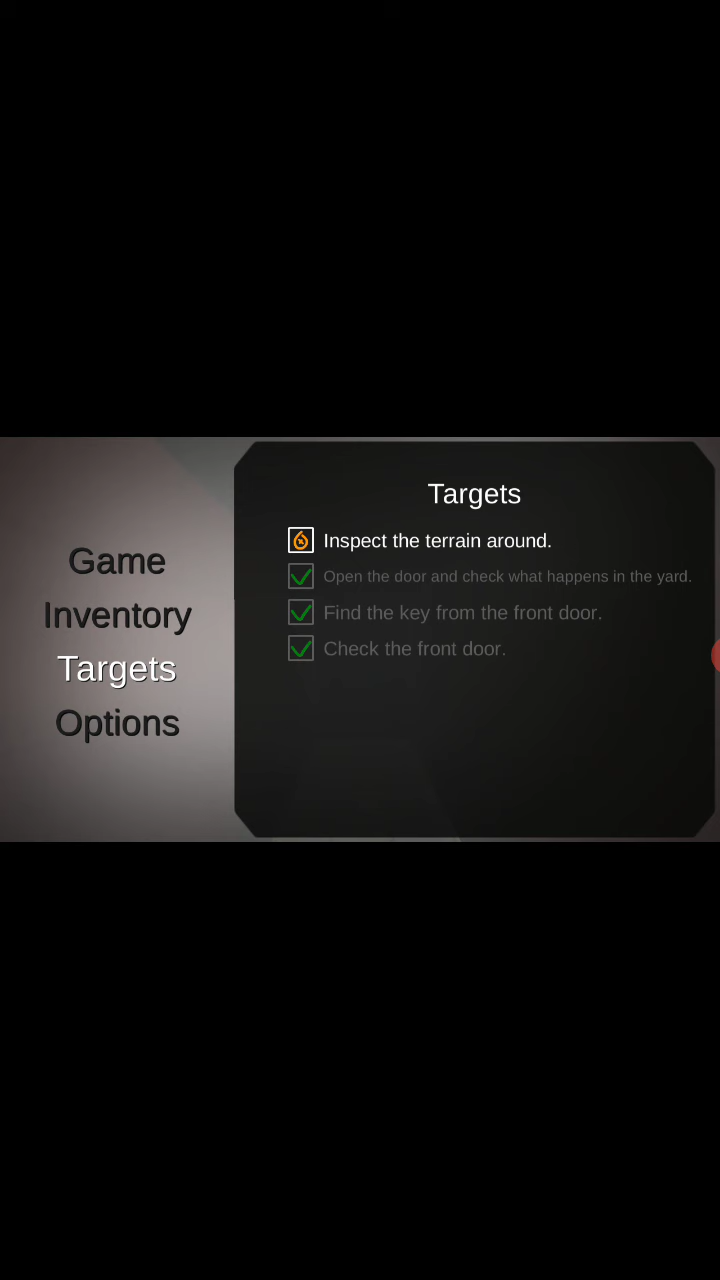 Targets
Inspect the terrain around.
Open the door and check what happens in the yard.
Find the key from the front door.
Check the front door.
Game
Inventory
Targets
Options